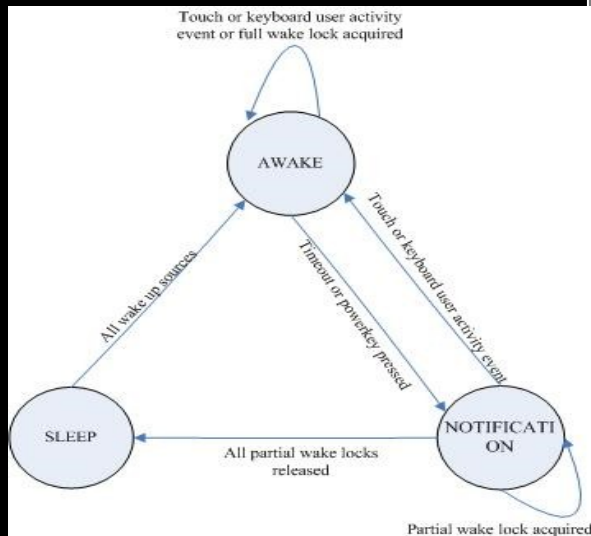 Touch or keyboard user activity
event or full wake lock acquired
AWAKE
All wake up sources
Timeout or powerkey pressed
Touch or keyboard user activity event
SLEEP
NOTIFICATI
ON
All partial wake locks
released
Partial wake lock acquired